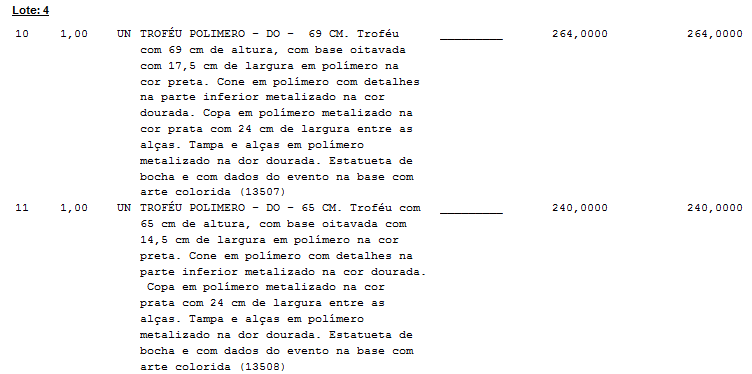 Lote: 4
10 1,00 UN TROFÉU POLIMERO - DO - 69 CM. Troféu __________ 264,0000 264,0000
com 69 cm de altura, com base oitavada
com 17,5 cm de largura em polímero na
cor preta. Cone em polímero com detalhes
na parte inferior metalizado na cor
dourada. Copa em polímero metalizado na
cor prata com 24 cm de largura entre as
alças. Tampa e alças em polímero
metalizado na dor dourada. Estatueta de
bocha e com dados do evento na base com
arte colorida (13507)
11 1,00 UN TROFÉU POLIMERO - DO - 65 CM. Troféu com __________ 240,0000 240,0000
65 cm de altura, com base oitavada com
14,5 cm de largura em polímero na cor
preta. Cone em polímero com detalhes na
parte inferior metalizado na cor dourada.
Copa em polímero metalizado na cor
prata com 24 cm de largura entre as
alças. Tampa e alças em polímero
metalizado na dor dourada. Estatueta de
bocha e com dados do evento na base com
arte colorida (13508)